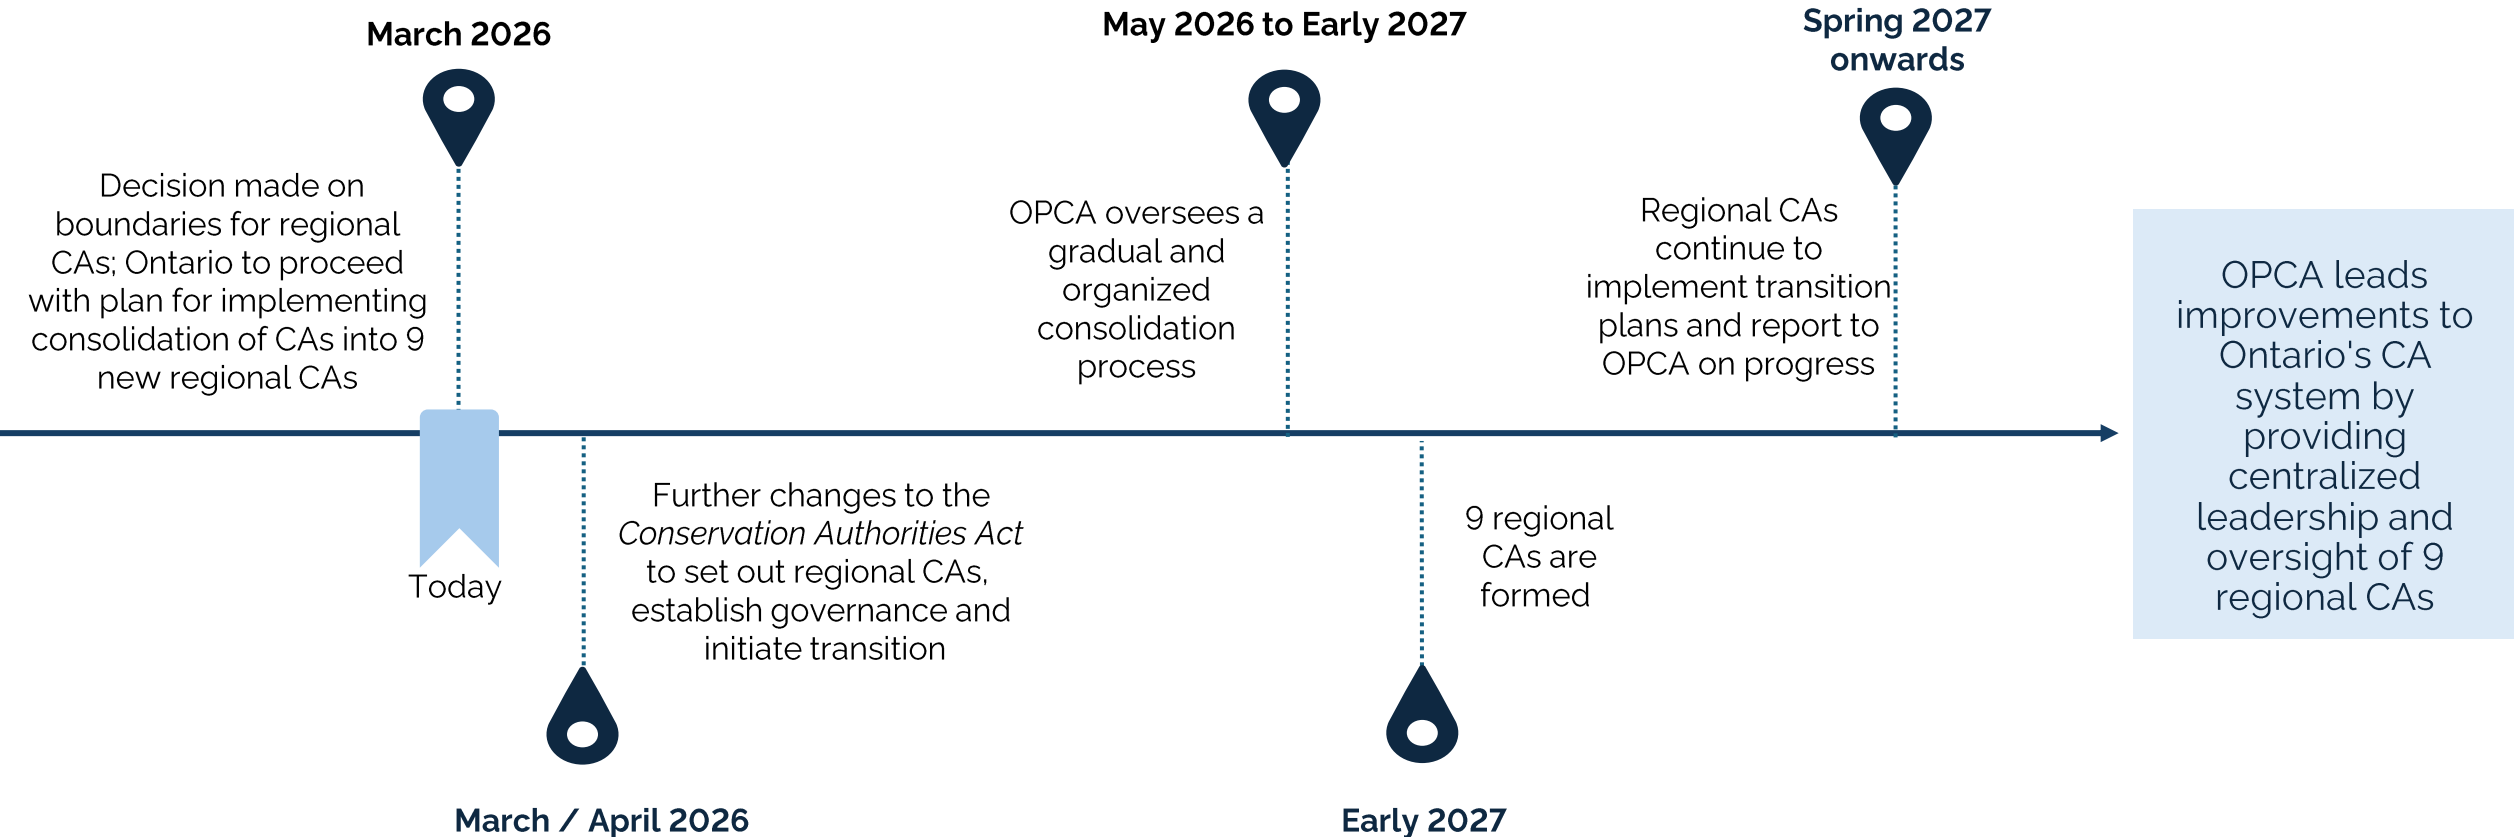 March 2026
Decision made on
boundaries for regional
CAs; Ontario to proceed
with plan for implementing
consolidation of CAs into 9
new regional CAs
Today
Further changes to the
Conservation Authorities Act
to set out regional CAs,
establish governance and
initiate transition
March / April 2026
May 2026 to Early 2027
OPCA oversees a
gradual and
organized
consolidation
process
9 regional
CAs are
formed
Early 2027
Spring 2027
onwards
Regional CAs
continue to
implement transition
plans and report to
OPCA on progress
OPCA leads
improvements to
Ontario's CA
system by
providing
centralized
leadership and
oversight of 9
regional CAs